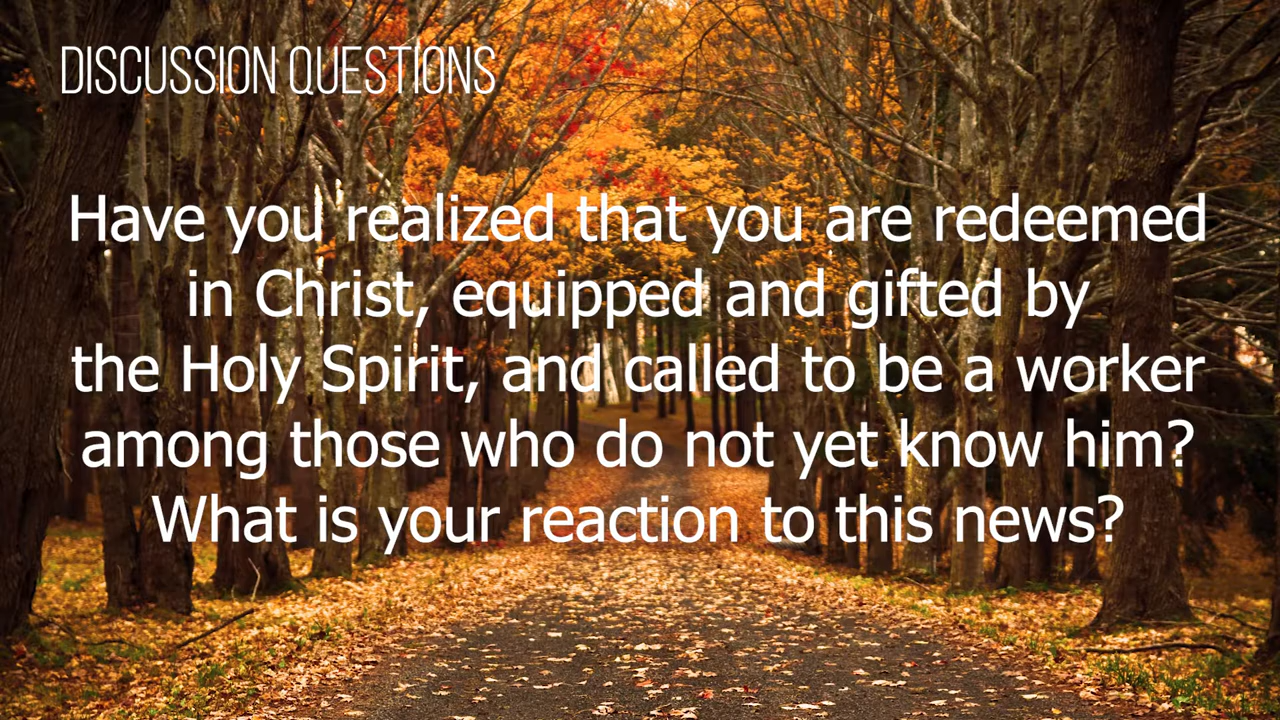 DISCUSSION QUESTIONS
Have you realized that you are redeemed
in Christ, equipped and gifted by
the Holy Spirit, and called to be a worker
among those who do not yet know him?
What is your reaction to this news?